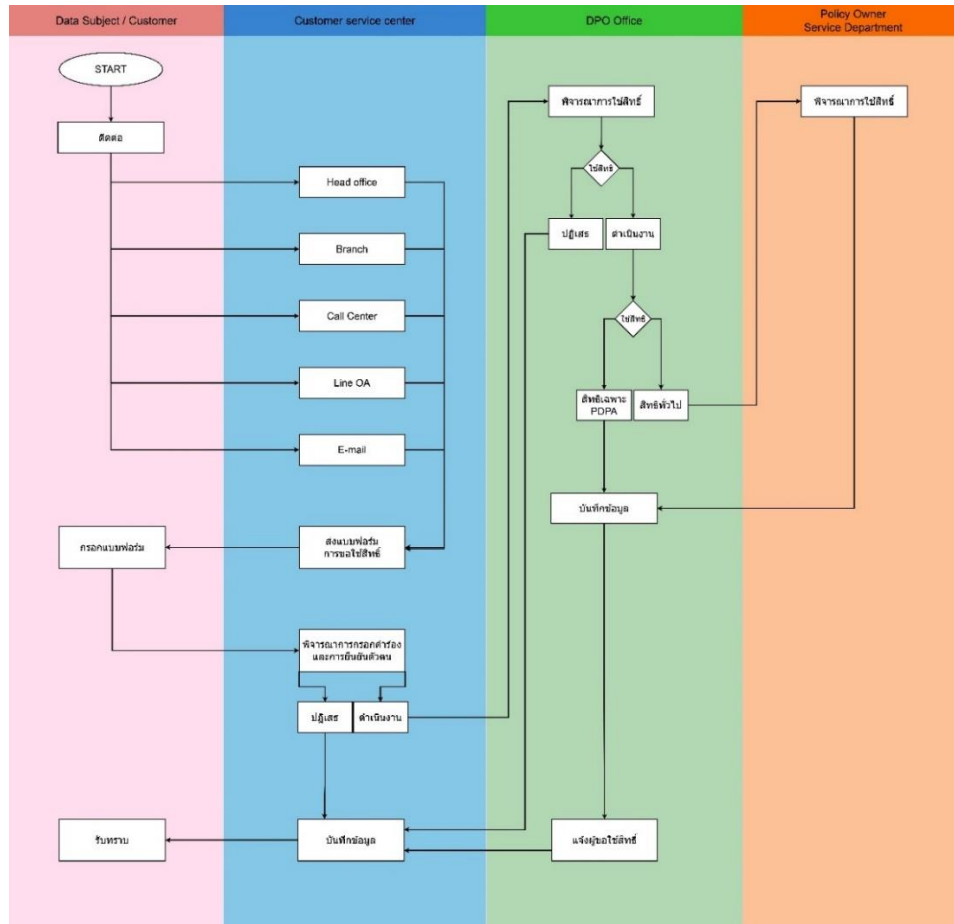 Data Subject / Customer
Customer service center
DPO Office
Policy Owner
Service Department
START
ติดต่อ
Head office
Branch
Call Center
Line OA
E-mail
ส่งแบบฟอร์ม
การขอใช้สิทธิ์
กรอกแบบฟอร์ม
พิจารณาการกรอกคำร้อง
และการยืนยันตัวตน
ปฏิเสธ
ดำเนินงาน
บันทึกข้อมูล
รับทราบ
พิจารณาการใช้สิทธิ์
ใช้สิทธิ
ปฏิเสธ
ดำเนินงาน
ใช้สิทธิ
สิทธิเฉพาะ
PDPA
สิทธิทั่วไป
บันทึกข้อมูล
แจ้งผู้ขอใช้สิทธิ์
พิจารณาการใช้สิทธิ์